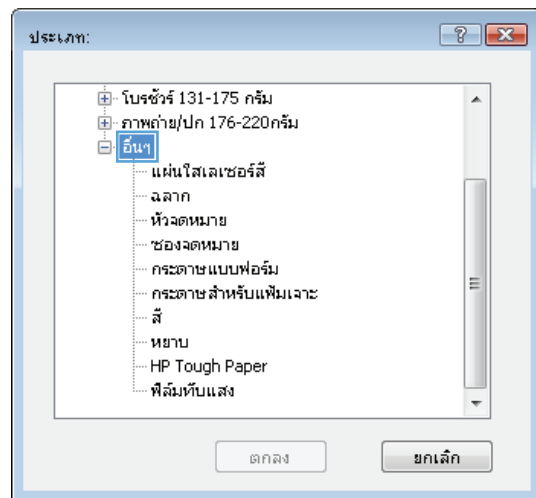 ประเภท:
โบรชัวร์ 131-175 กรัม
ภาพถ่าย/ปก 176-220กรัม
อื่นๆ
แผ่นใสเลเซอร์สี
ฉลาก
หัวจดหมาย
ซองจดหมาย
กระดาษแบบฟอร์ม
กระดาษสำหรับแฟ้มเจาะ
สี
หยาบ
HP Tough Paper
ฟิล์มทึบแสง
ตกลง ยกเลิก